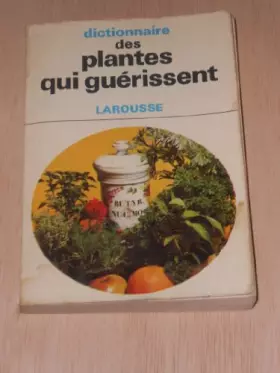 dictionnaire
des
plantes
qui guérissent
LAROUSSE